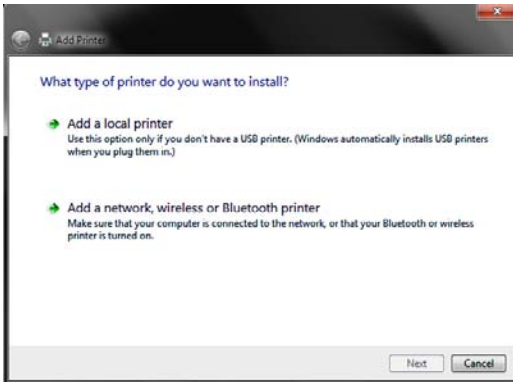 Add Printer
What type of printer do you want to install?
Add a local printer
Use this option only if you don't have a USB printer. (Windows automatically installs USB printers
when you plug them in.)
Add a network, wireless or Bluetooth printer
Make sure that your computer is connected to the network, or that your Bluetooth or wireless
printer is turned on.
Next
Cancel